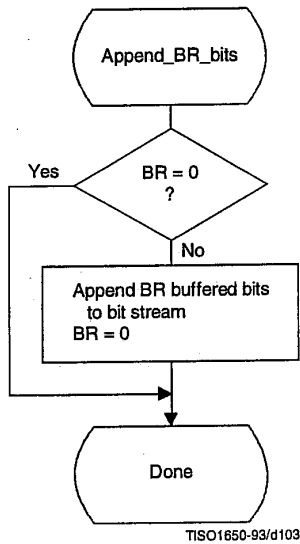 Append_BR_bits
BR = 0
?
Yes
No
Append BR buffered bits
to bit stream
BR = 0
Done
TISO1650-93/d103